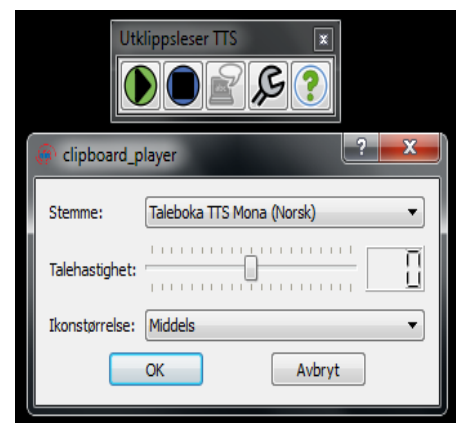 Utklippsleser TTS
clipboard_player
Stemme: Taleboka TTS Mona (Norsk)
Talehastighet: 0
Ikonstørrelse: Middels
OK Avbryt